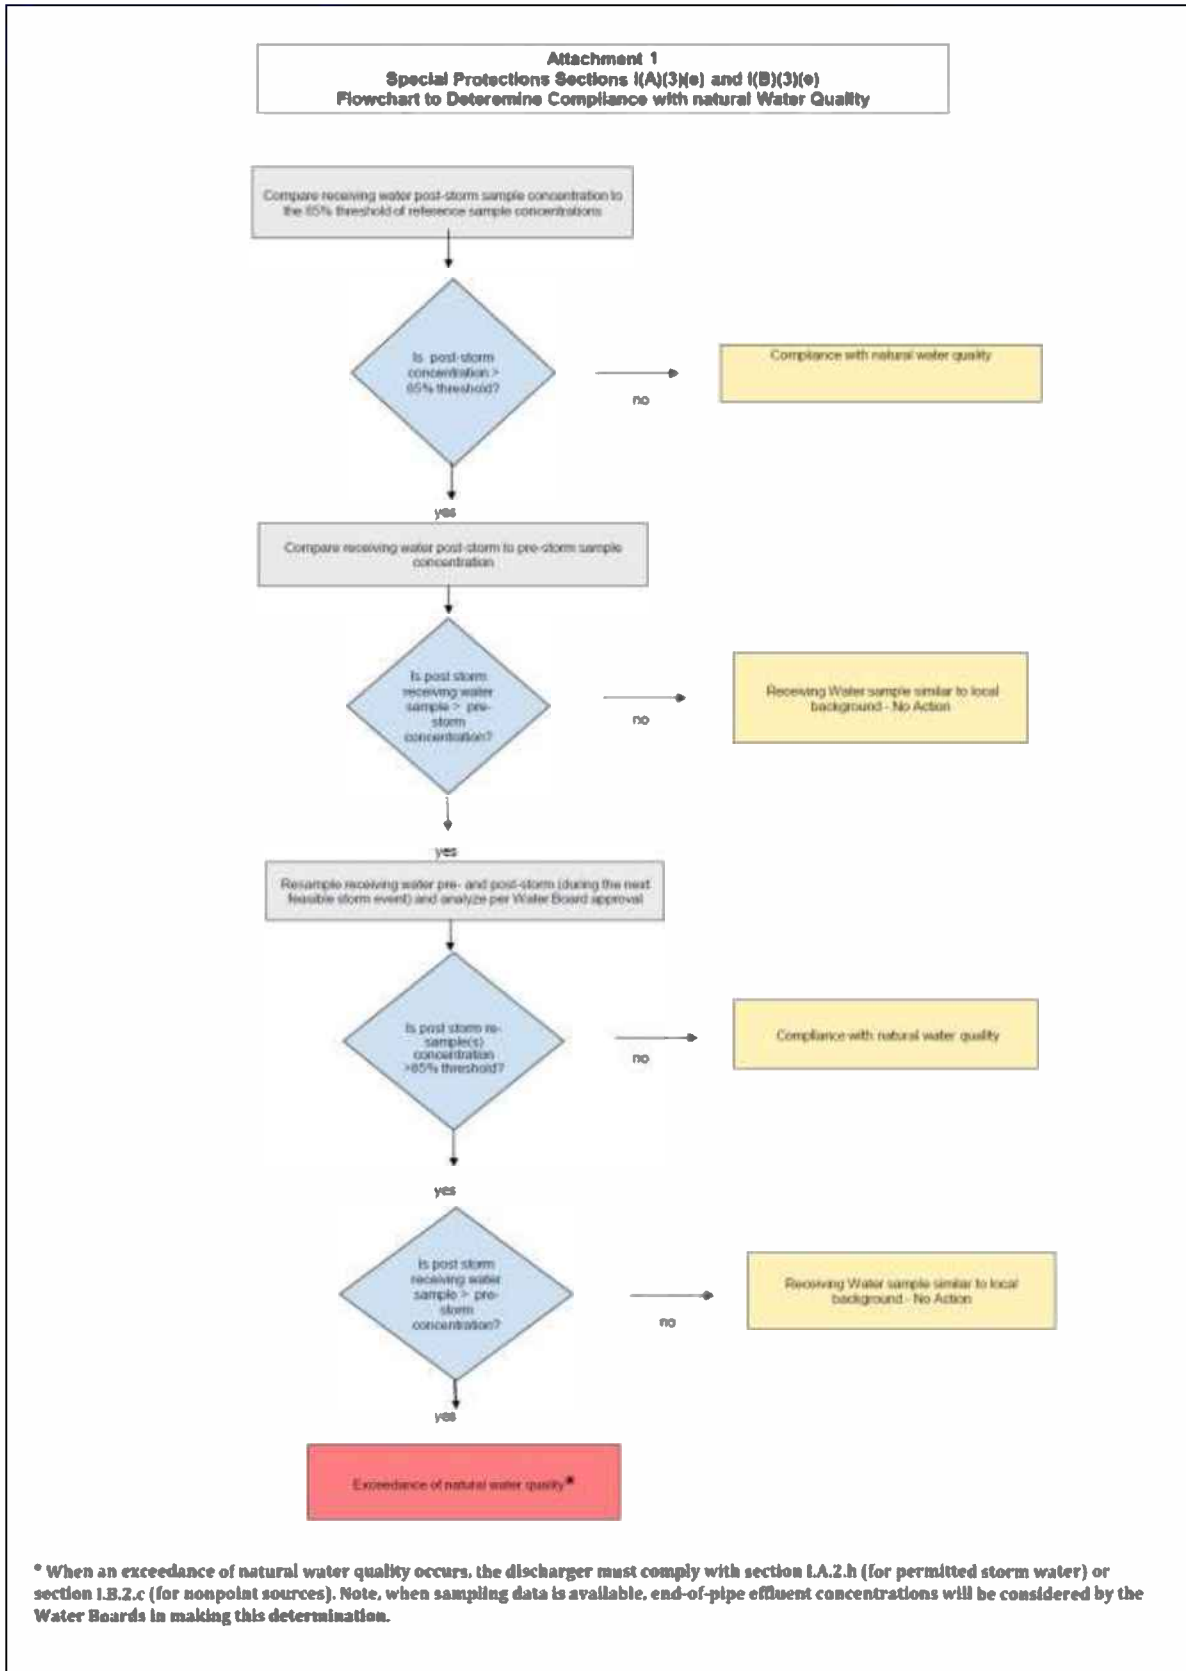 Attachment 1
Special Protections Sections I(A)(3)(e) and I(B)(3)(e)
Flowchart to Deteremine Compliance with natural Water Quality
Compare receiving water post-storm sample concentration to
the 85% threshold of reference sample concentrations
Is post-storm
concentration >
85% threshold?
no
Compliance with natural water quality
yes
Compare receiving water post-storm to pre-storm sample
concentration
Is post storm
receiving water
sample > pre-
storm
concentration?
no
Receiving Water sample similar to local
background - No Action
yes
Resample receiving water pre- and post-storm (during the next
feasible storm event) and analyze per Water Board approval
Is post storm re-
sample(s)
concentration
>85% threshold?
no
Compliance with natural water quality
yes
Is post storm
receiving water
sample > pre-
storm
concentration?
no
Receiving Water sample similar to local
background - No Action
yes
Exceedance of natural water quality*
* When an exceedance of natural water quality occurs, the discharger must comply with section I.A.2.h (for permitted storm water) or
section I.B.2.c (for nonpoint sources). Note, when sampling data is available, end-of-pipe effluent concentrations will be considered by the
Water Boards in making this determination.